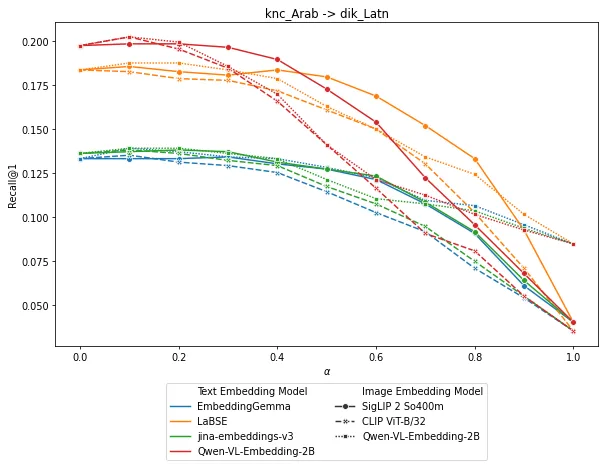 knc_Arab -> dik_Latn
Recall@1
0.200
0.175
0.150
0.125
0.100
0.075
0.050
0.0 0.2 0.4 0.6 0.8 1.0
α
Text Embedding Model
EmbeddingGemma
LaBSE
jina-embeddings-v3
Qwen-VL-Embedding-2B
Image Embedding Model
SigLIP 2 So400m
CLIP ViT-B/32
Qwen-VL-Embedding-2B